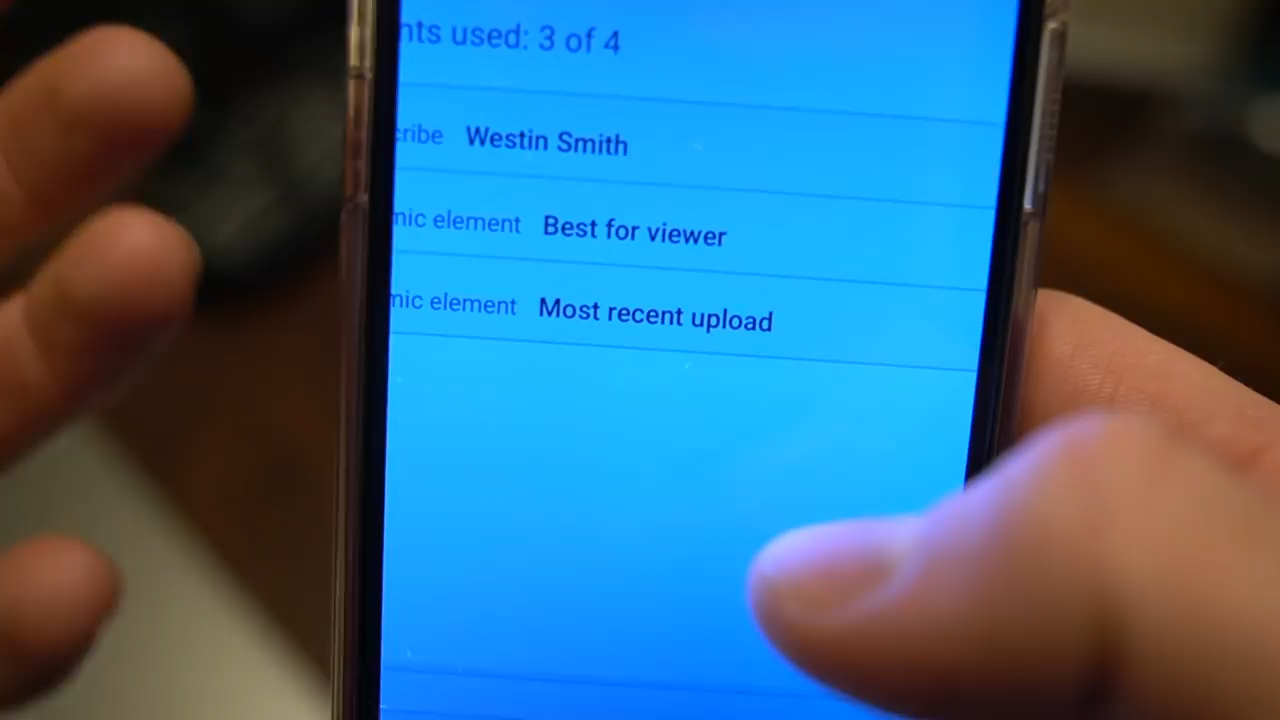 nts used: 3 of 4
cribe Westin Smith
mic element Best for viewer
mic element Most recent upload